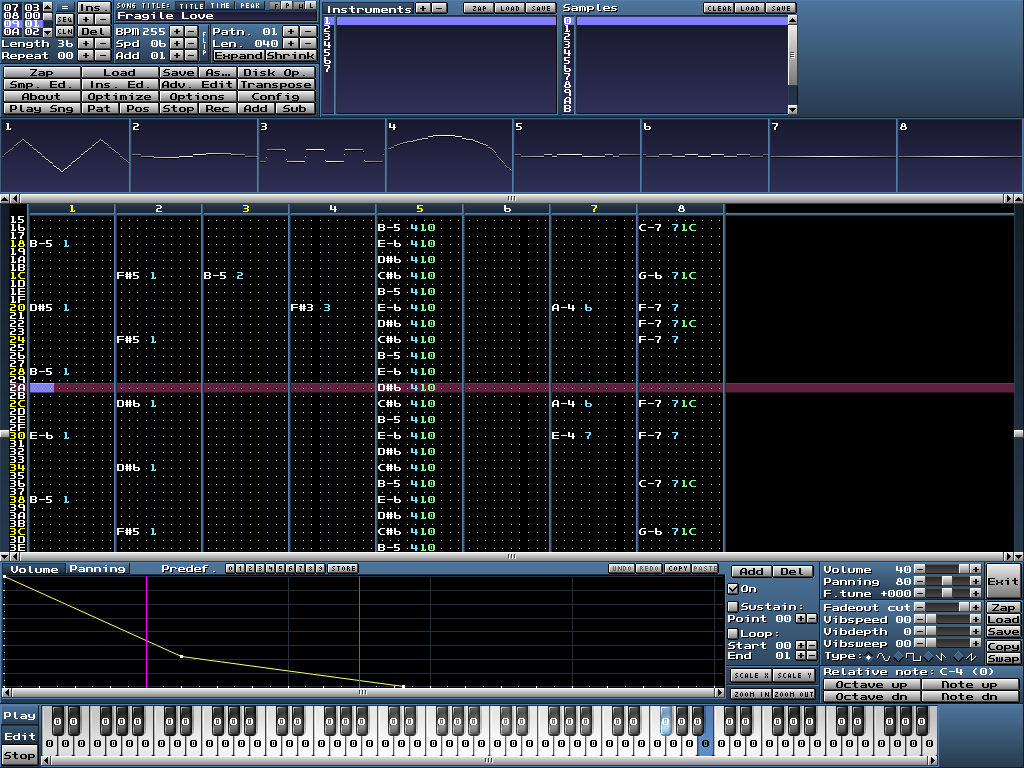 07 03 = Ins. SONG TITLE: TITLE TIME PEAK F P W L
08 00 SEQ + - Fragile Love
09 01 CLN Del BPM 255 + - Patn. 01 + -
0A 02
Length 36 + - Spd 06 + - FLIP Len. 040 + -
Repeat 00 + - Add 01 + - Expand Shrink
Zap Load Save As... Disk Op.
Smp. Ed. Ins. Ed. Adv. Edit Transpose
About Optimize Options Config
Play Sng Pat Pos Stop Rec Add Sub
Instruments + - ZAP LOAD SAVE
1
2
3
4
5
6
7
Samples CLEAR LOAD SAVE
0
1
2
3
4
5
6
7
8
9
A
B
1 2 3 4 5 6 7 8
1 2 3 4 5 6 7 8
15
16 B-5 410 C-7 71C
17
18 B-5 1 E-6 410
19
1A D#6 410
1B
1C F#5 1 B-5 2 C#6 410 G-6 71C
1D
1E B-5 410
1F
20 D#5 1 F#3 3 E-6 410 A-4 6 F-7 7
21
22 D#6 410 F-7 71C
23
24 F#5 1 C#6 410 F-7 7
25
26 B-5 410
27
28 B-5 1 E-6 410
29
2A D#6 410
2B
2C D#6 1 C#6 410 A-4 6 F-7 71C
2D
2E B-5 410
2F
30 E-6 1 E-6 410 E-4 7 F-7 7
31
32 D#6 410
33
34 D#6 1 C#6 410
35
36 B-5 410 C-7 71C
37
38 B-5 1 E-6 410
39
3A D#6 410
3B
3C F#5 1 C#6 410 G-6 71C
3D
3E B-5 410
Volume Panning Predef. 0 1 2 3 4 5 6 7 8 9 STORE UNDO REDO COPY PASTE
Add Del
On
Sustain:
Point 00 + -
Loop:
Start 00 + -
End 01 + -
SCALE X SCALE Y
ZOOM IN ZOOM OUT
Volume 40 - +
Panning 80 - +
F.tune +000 - +
Fadeout cut - +
Vibspeed 00 - +
Vibdepth 0 - +
Vibsweep 00 - +
Type:
Relative note: C-4 (0)
Octave up Note up
Octave dn Note dn
Exit
Zap
Load
Save
Copy
Swap
Play
Edit
Stop